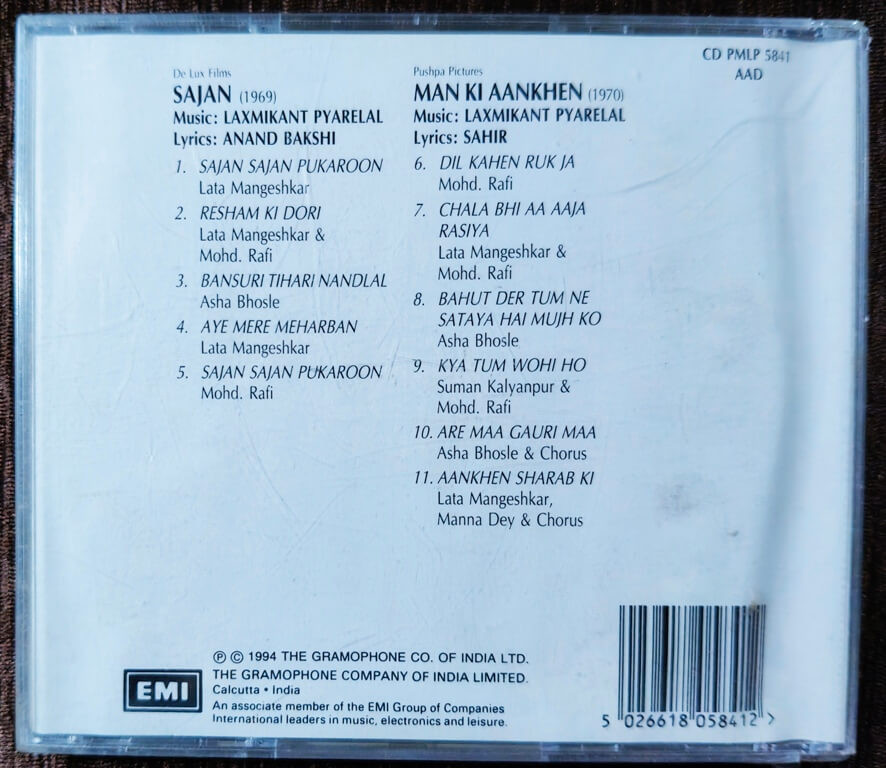 CD PMLP 5841
AAD
De Lux Films
SAJAN (1969)
Music: LAXMIKANT PYARELAL
Lyrics: ANAND BAKSHI
1. SAJAN SAJAN PUKAROON
Lata Mangeshkar
2. RESHAM KI DORI
Lata Mangeshkar &
Mohd. Rafi
3. BANSURI TIHARI NANDLAL
Asha Bhosle
4. AYE MERE MEHARBAN
Lata Mangeshkar
5. SAJAN SAJAN PUKAROON
Mohd. Rafi
Pushpa Pictures
MAN KI AANKHEN (1970)
Music: LAXMIKANT PYARELAL
Lyrics: SAHIR
6. DIL KAHEN RUK JA
Mohd. Rafi
7. CHALA BHI AA AAJA
RASIYA
Lata Mangeshkar &
Mohd. Rafi
8. BAHUT DER TUM NE
SATAYA HAI MUJH KO
Asha Bhosle
9. KYA TUM WOHI HO
Suman Kalyanpur &
Mohd. Rafi
10. ARE MAA GAURI MAA
Asha Bhosle & Chorus
11. AANKHEN SHARAB KI
Lata Mangeshkar,
Manna Dey & Chorus
EMI
℗ © 1994 THE GRAMOPHONE CO. OF INDIA LTD.
THE GRAMOPHONE COMPANY OF INDIA LIMITED.
Calcutta • India
An associate member of the EMI Group of Companies
International leaders in music, electronics and leisure.
5 026618 058412 >